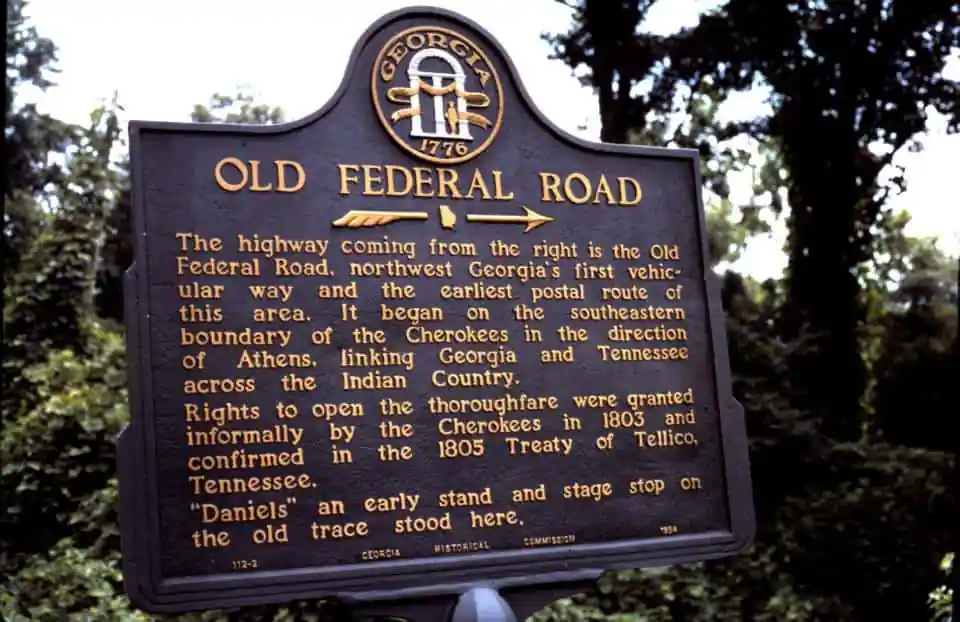 GEORGIA
1776
OLD FEDERAL ROAD
The highway coming from the right is the Old
Federal Road, northwest Georgia's first vehic-
ular way and the earliest postal route of
this area. It began on the southeastern
boundary of the Cherokees in the direction
of Athens, linking Georgia and Tennessee
across the Indian Country.
Rights to open the thoroughfare were granted
informally by the Cherokees in 1803 and
confirmed in the 1805 Treaty of Tellico,
Tennessee.
"Daniels" an early stand and stage stop on
the old trace stood here.
112-2 GEORGIA HISTORICAL COMMISSION